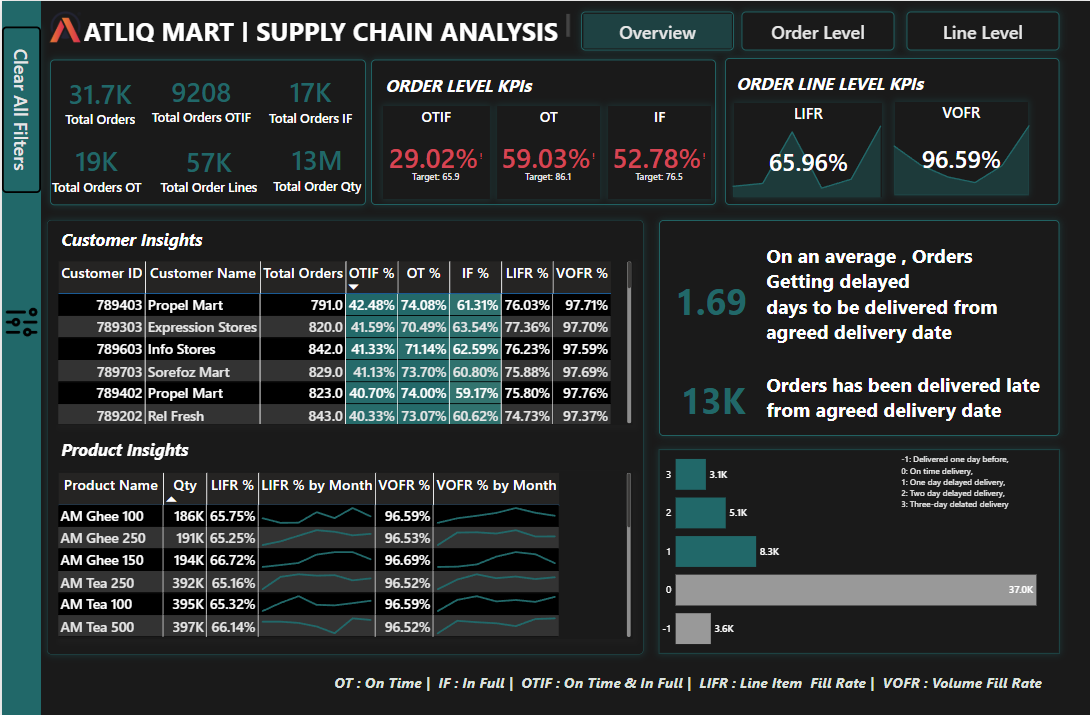 Clear All Filters
ATLIQ MART | SUPPLY CHAIN ANALYSIS
Overview
Order Level
Line Level
31.7K
Total Orders
9208
Total Orders OTIF
17K
Total Orders IF
19K
Total Orders OT
57K
Total Order Lines
13M
Total Order Qty
ORDER LEVEL KPIs
OTIF
29.02%!
Target: 65.9
OT
59.03%!
Target: 86.1
IF
52.78%!
Target: 76.5
ORDER LINE LEVEL KPIs
LIFR
65.96%
VOFR
96.59%
Customer Insights
Customer ID Customer Name Total Orders OTIF % OT % IF % LIFR % VOFR %
789403 Propel Mart 791.0 42.48% 74.08% 61.31% 76.03% 97.71%
789303 Expression Stores 820.0 41.59% 70.49% 63.54% 77.36% 97.70%
789603 Info Stores 842.0 41.33% 71.14% 62.59% 76.23% 97.59%
789703 Sorefoz Mart 829.0 41.13% 73.70% 60.80% 75.88% 97.69%
789402 Propel Mart 823.0 40.70% 74.00% 59.17% 75.80% 97.76%
789202 Rel Fresh 843.0 40.33% 73.07% 60.62% 74.73% 97.37%
Product Insights
Product Name Qty LIFR % LIFR % by Month VOFR % VOFR % by Month
AM Ghee 100 186K 65.75% 96.59%
AM Ghee 250 191K 65.25% 96.53%
AM Ghee 150 194K 66.72% 96.69%
AM Tea 250 392K 65.16% 96.52%
AM Tea 100 395K 65.32% 96.59%
AM Tea 500 397K 66.14% 96.52%
1.69
On an average , Orders
Getting delayed
days to be delivered from
agreed delivery date
13K
Orders has been delivered late
from agreed delivery date
-1: Delivered one day before,
0: On time delivery,
1: One day delayed delivery,
2: Two day delayed delivery,
3: Three-day delated delivery
3 3.1K
2 5.1K
1 8.3K
0 37.0K
-1 3.6K
OT : On Time | IF : In Full | OTIF : On Time & In Full | LIFR : Line Item Fill Rate | VOFR : Volume Fill Rate